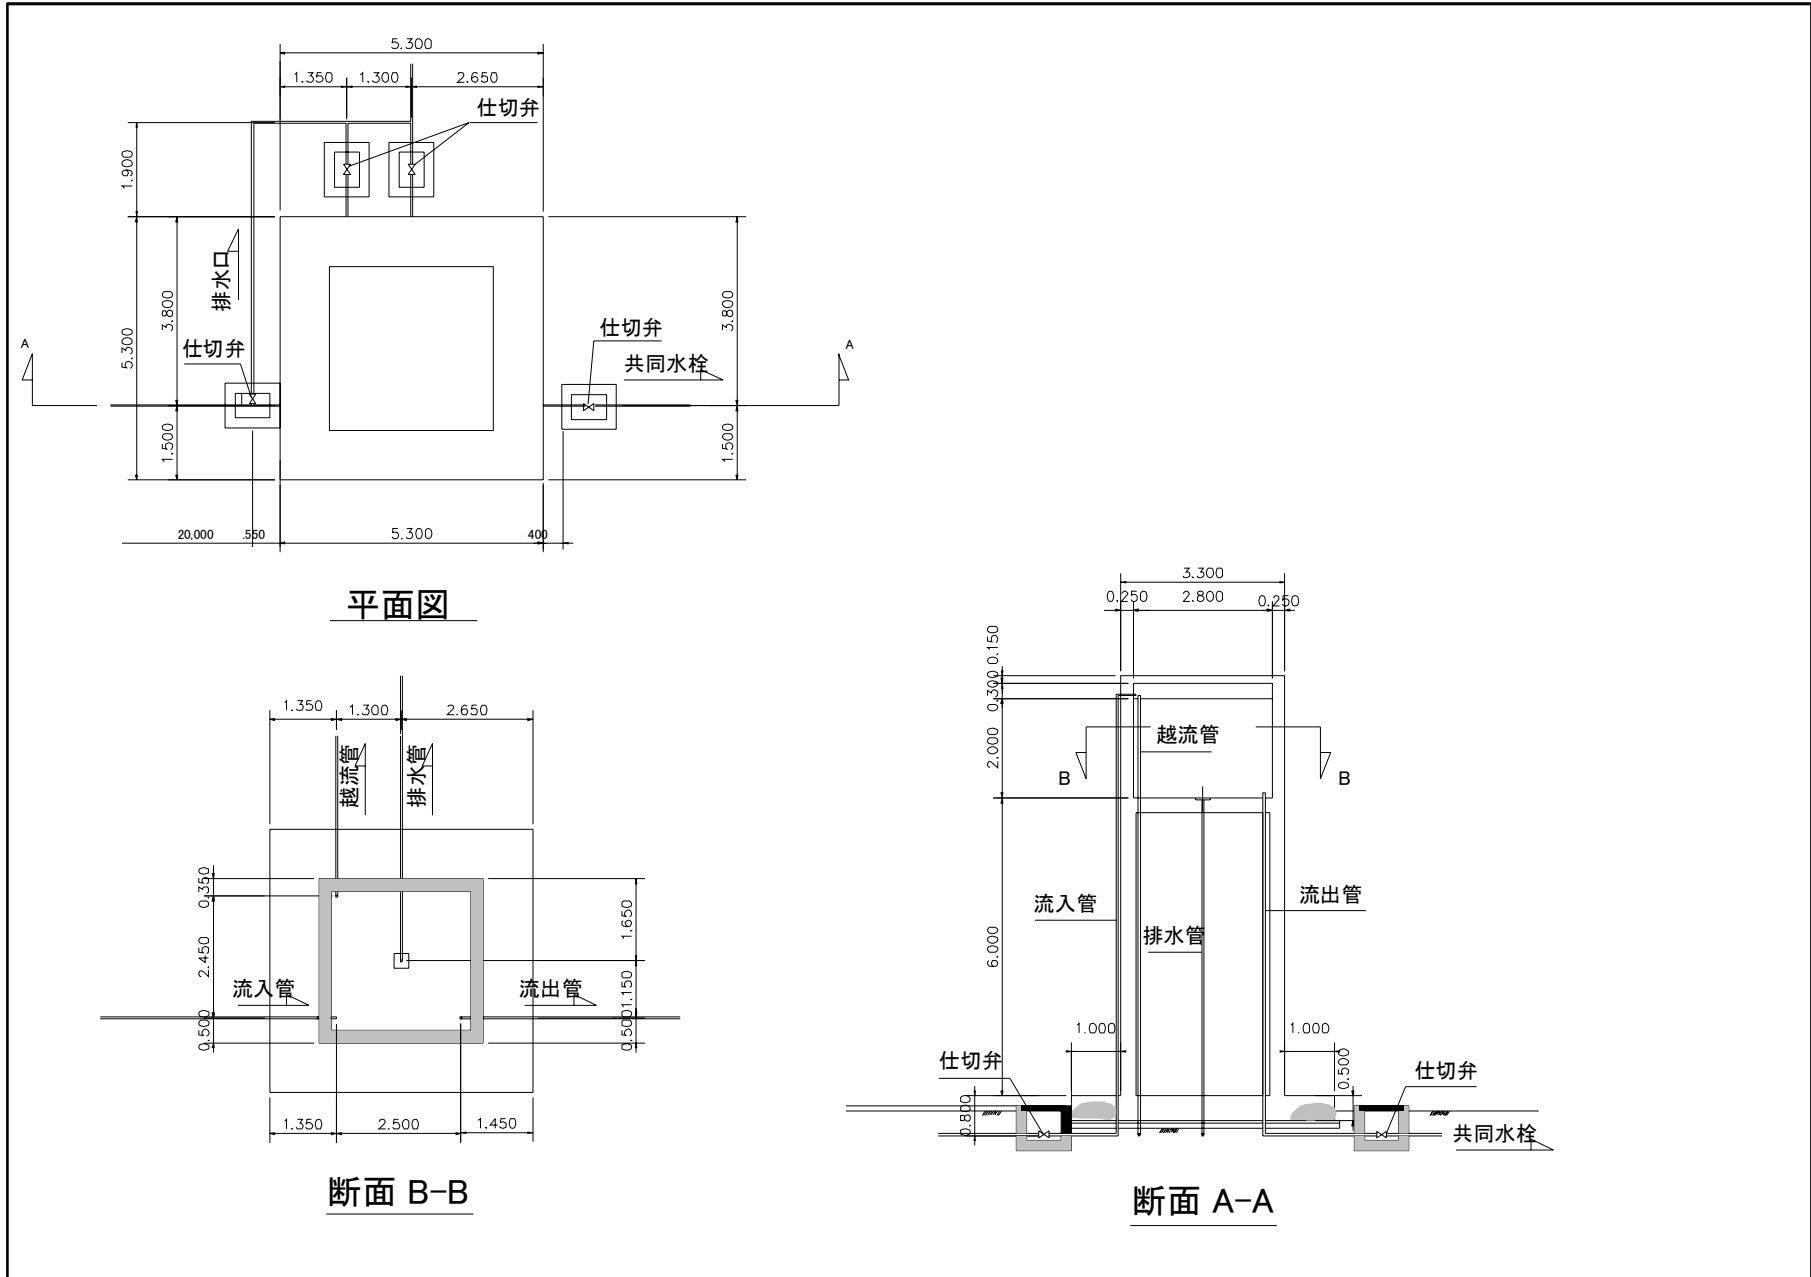 5.300
1.350
1.300
2.650
仕切弁
1.900
排水口
3.800
5.300
3.800
仕切弁
仕切弁
共同水栓
A
A
1.500
1.500
20,000
.550
5.300
400
平面図
1.350
1.300
2.650
越流管
排水管
0.350
2.450
1.650
流入管
流出管
1.150
0.500
0.500
1.350
2.500
1.450
断面 B-B
3.300
0.250
2.800
0.250
0.150
0.300
2.000
越流管
B
B
流入管
流出管
排水管
6.000
1.000
1.000
仕切弁
0.500
仕切弁
0.800
共同水栓
断面 A-A